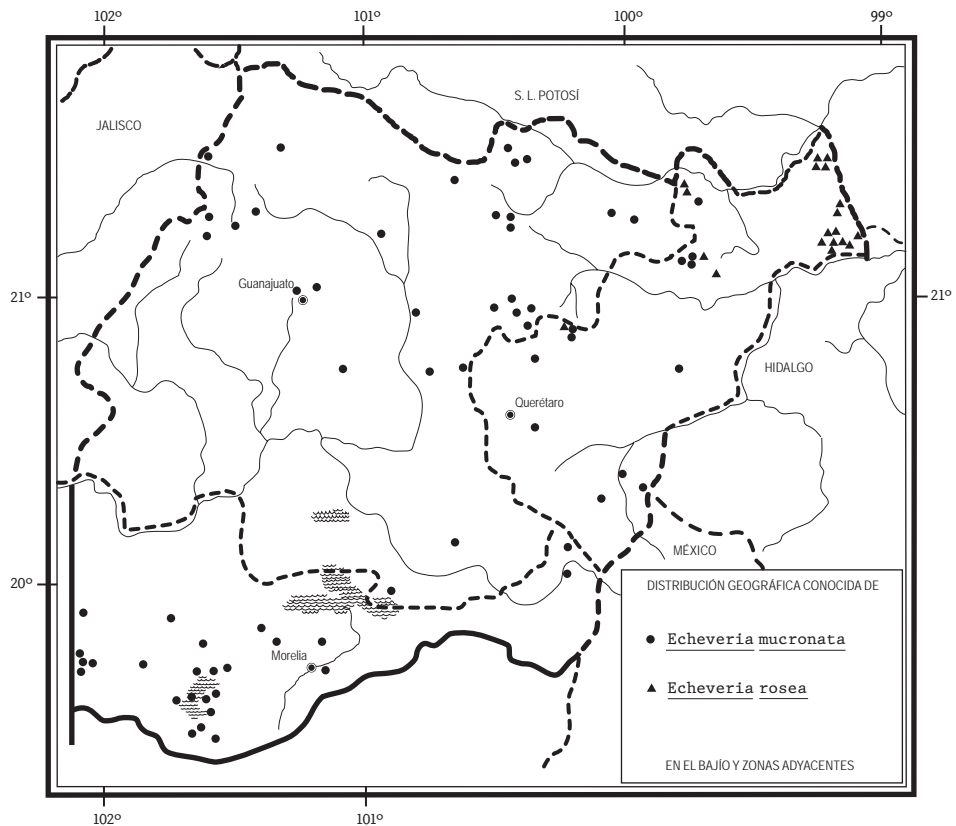 102º 101º 100º 99º
S. L. POTOSÍ
JALISCO
Guanajuato
21º 21º
HIDALGO
Querétaro
MÉXICO
20º
DISTRIBUCIÓN GEOGRÁFICA CONOCIDA DE
Echeveria mucronata
Morelia
Echeveria rosea
EN EL BAJÍO Y ZONAS ADYACENTES
102º 101º